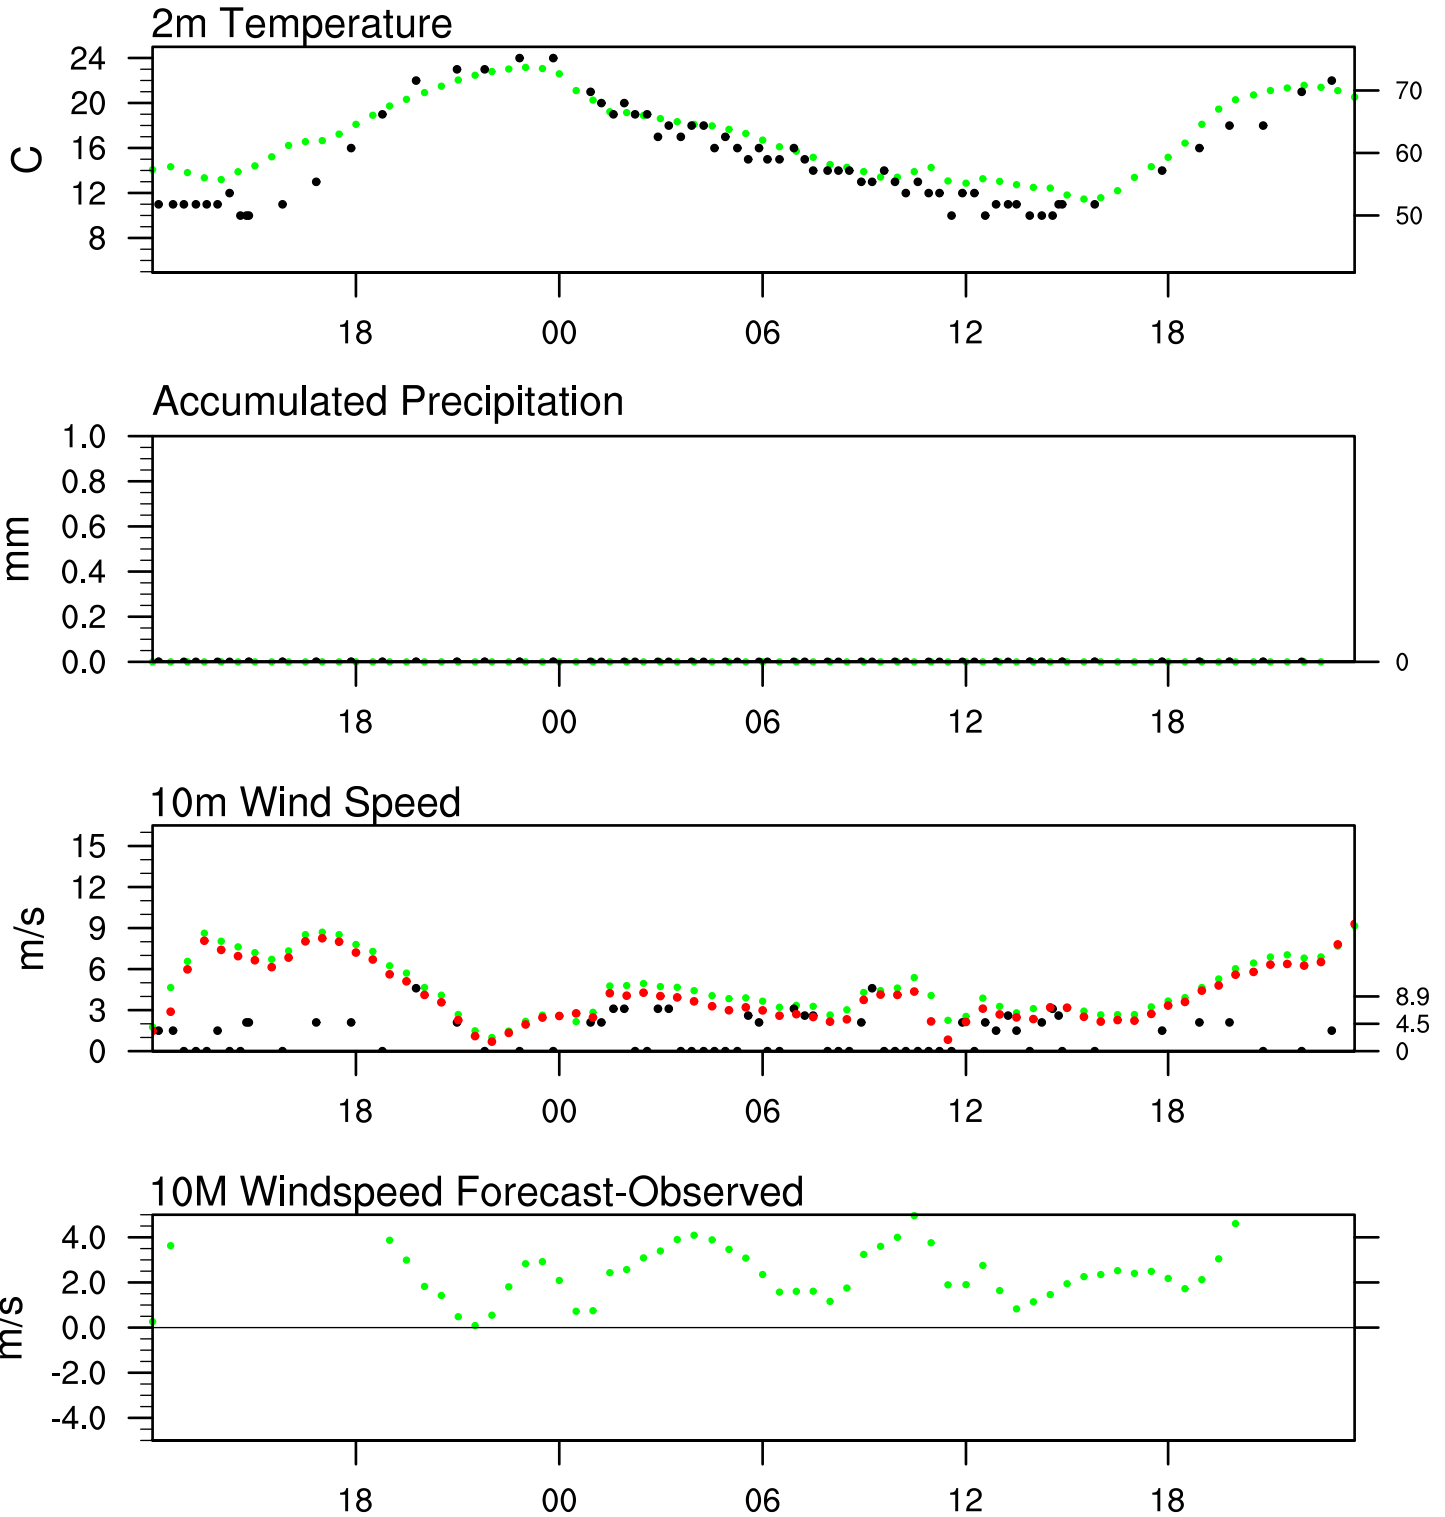 2m Temperature
24
20
16
12
8
C
70
60
50
18 00 06 12 18
Accumulated Precipitation
1.0
0.8
0.6
0.4
0.2
0.0
mm
0
18 00 06 12 18
10m Wind Speed
15
12
9
6
3
0
m/s
8.9
4.5
0
18 00 06 12 18
10M Windspeed Forecast-Observed
4.0
2.0
0.0
-2.0
-4.0
m/s
18 00 06 12 18